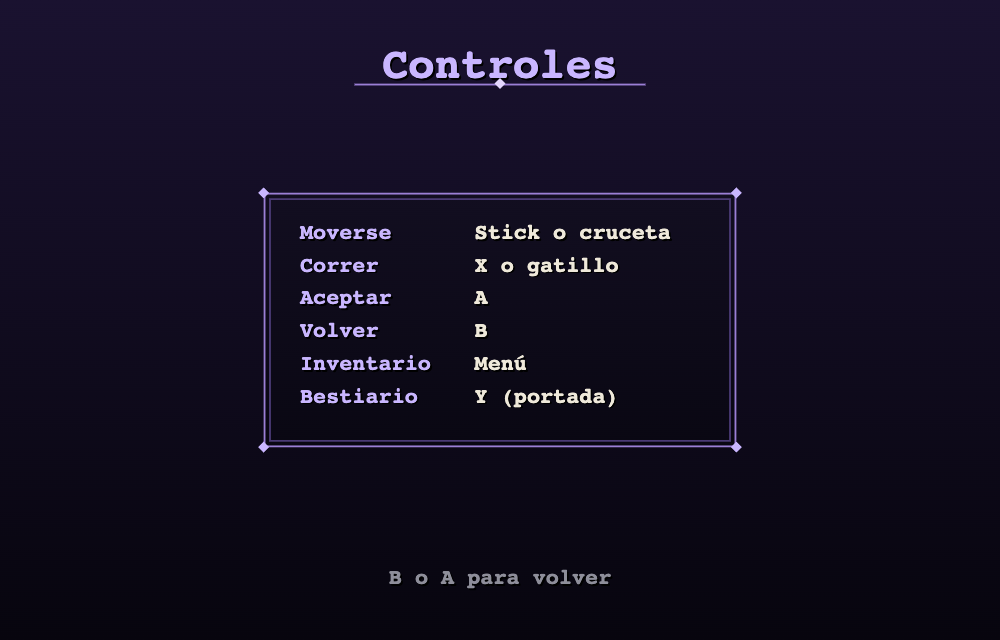 Controles
Moverse Stick o cruceta
Correr X o gatillo
Aceptar A
Volver B
Inventario Menú
Bestiario Y (portada)
B o A para volver